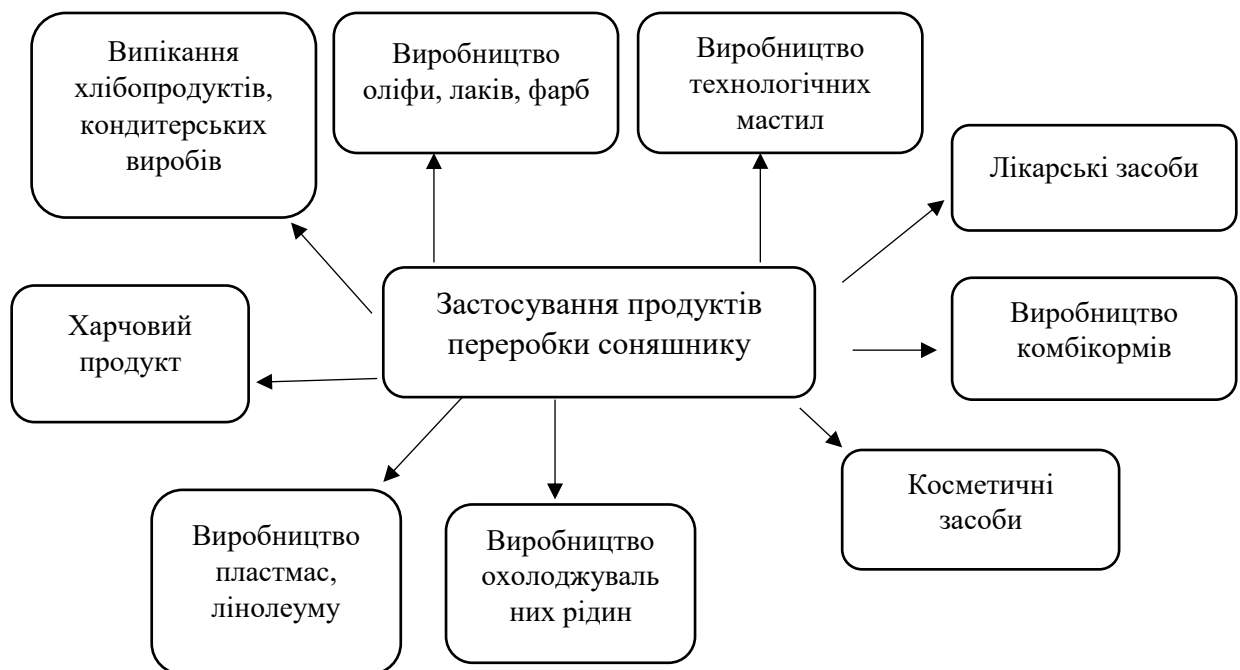 Випікання
хлібопродуктів,
кондитерських
виробів
Виробництво
оліфи, лаків, фарб
Виробництво
технологічних
мастил
Лікарські засоби
Застосування продуктів
переробки соняшнику
Харчовий
продукт
Виробництво
комбікормів
Косметичні
засоби
Виробництво
пластмас,
лінолеуму
Виробництво
охолоджуваль
них рідин